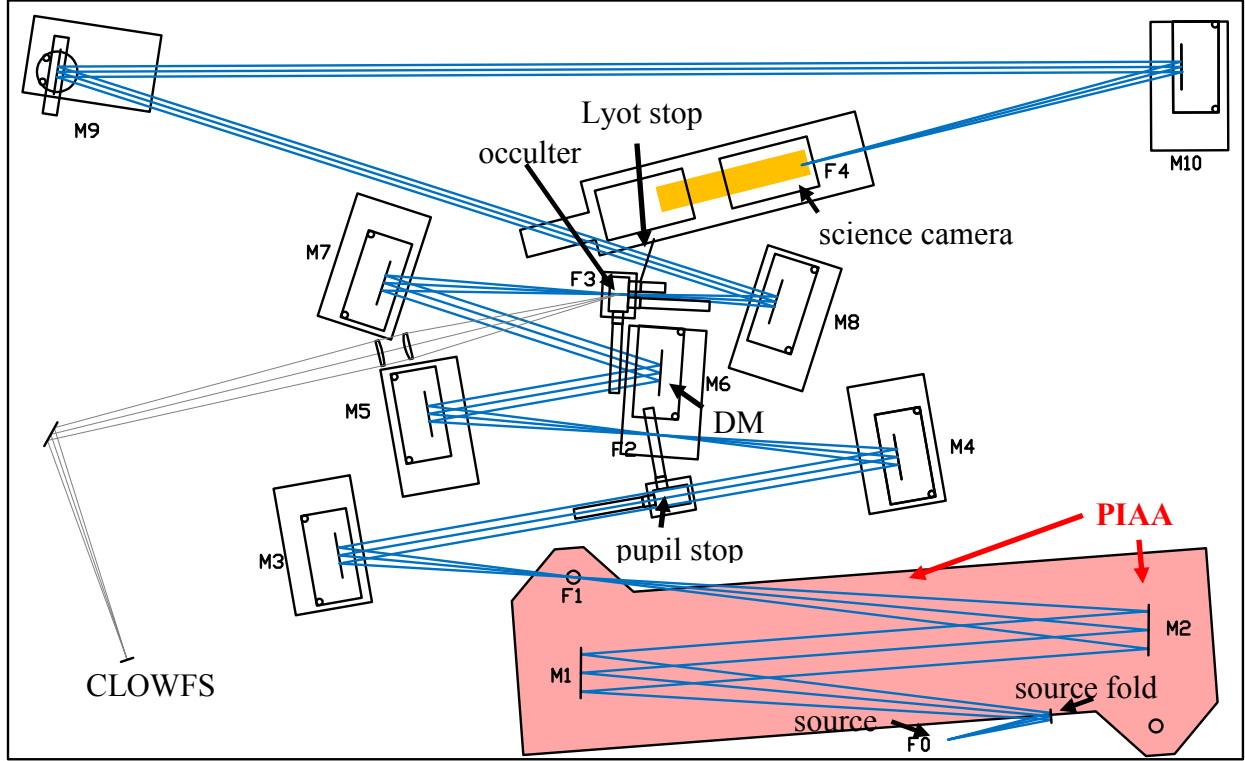 M9
Lyot stop
occulter
F4
M10
science camera
M7
F3
M8
M6
M5
DM
F2
M4
PIAA
pupil stop
M3
F1
M2
M1
CLOWFS
source fold
source
F0